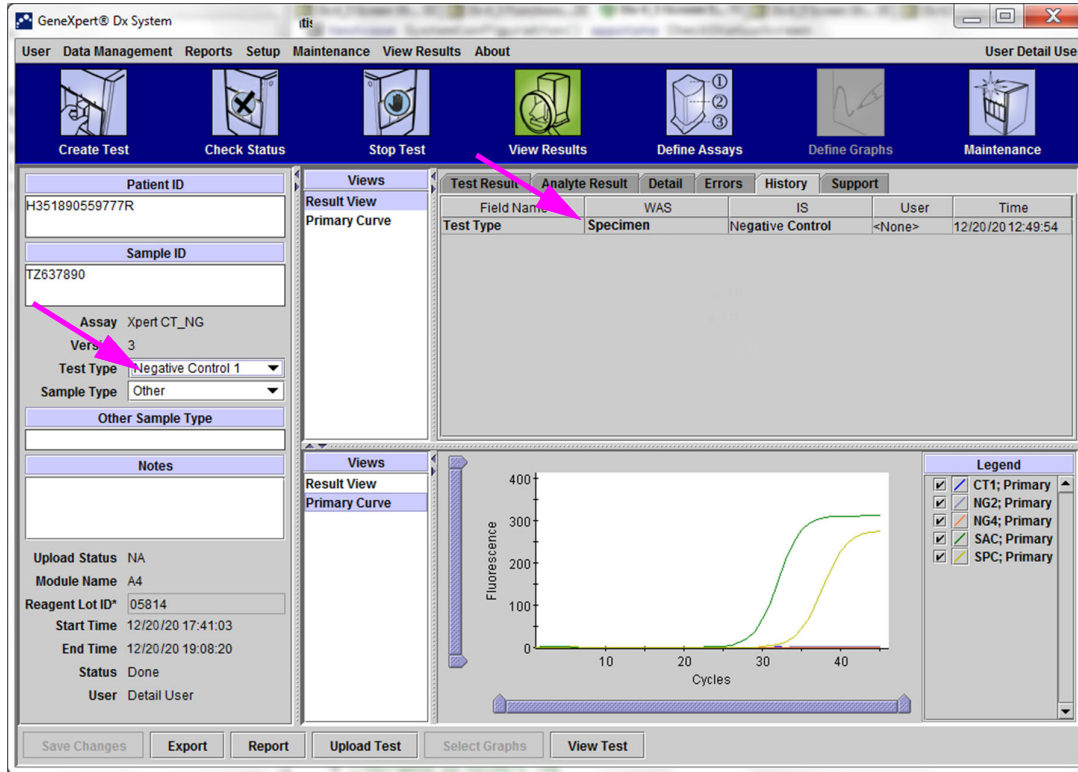 GeneXpert® Dx System
User Data Management Reports Setup Maintenance View Results About User Detail Use
Create Test Check Status Stop Test View Results Define Assays Define Graphs Maintenance
Patient ID
H351890559777R
Sample ID
TZ637890
Assay Xpert CT_NG
3
Test Type Negative Control 1
Sample Type Other
Other Sample Type
Notes
Upload Status NA
Module Name A4
Reagent Lot ID* 05814
Start Time 12/20/20 17:41:03
End Time 12/20/20 19:08:20
Status Done
User Detail User
Views
Result View
Primary Curve
Test Result Analyte Result Detail Errors History Support
Field Name WAS IS User Time
Test Type Specimen Negative Control <None> 12/20/20 12:49:54
Views
Result View
Primary Curve
Fluorescence
400
300
200
100
0
10 20 30 40
Cycles
Legend
CT1; Primary
NG2; Primary
NG4; Primary
SAC; Primary
SPC; Primary
Save Changes Export Report Upload Test Select Graphs View Test